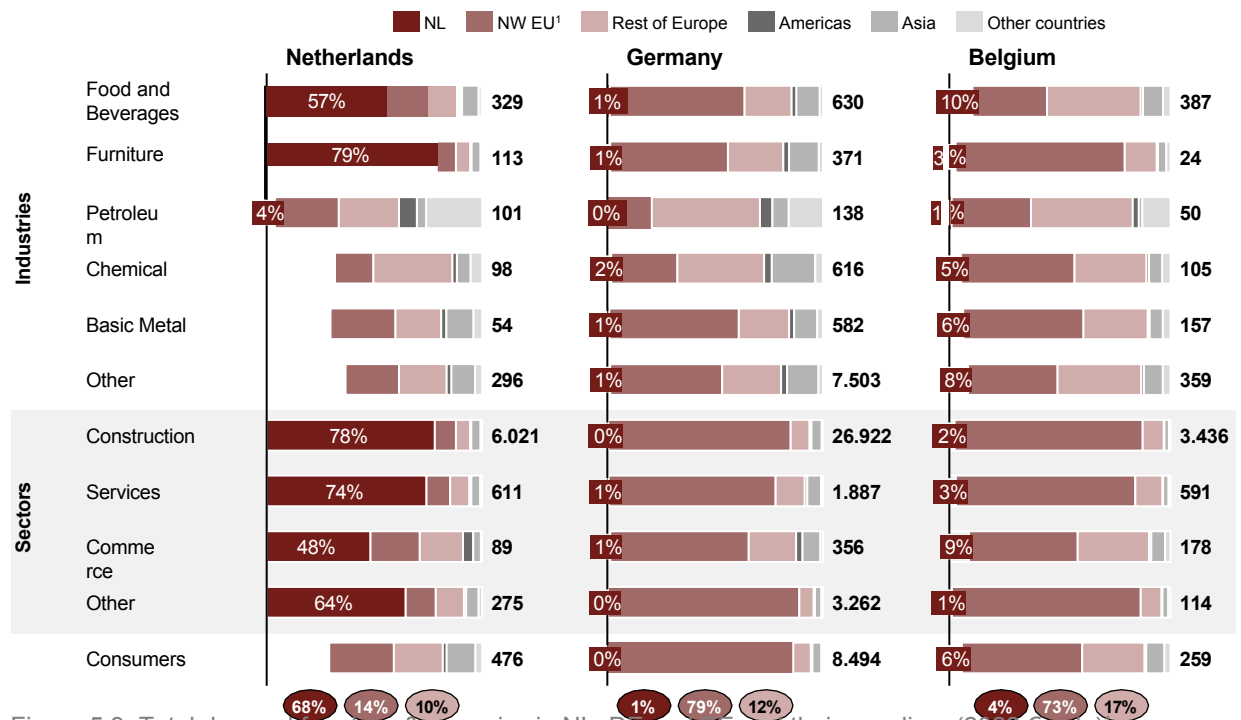 NL NW EU¹ Rest of Europe Americas Asia Other countries
Netherlands Germany Belgium
Industries
Food and
Beverages 57% 329 1% 630 10% 387
Furniture 79% 113 1% 371 3% 24
Petroleu
m 4% 101 0% 138 1% 50
Chemical 98 2% 616 5% 105
Basic Metal 54 1% 582 6% 157
Other 296 1% 7.503 8% 359
Sectors
Construction 78% 6.021 0% 26.922 2% 3.436
Services 74% 611 1% 1.887 3% 591
Comme
rce 48% 89 1% 356 9% 178
Other 64% 275 0% 3.262 1% 114
Consumers 476 0% 8.494 6% 259
68% 14% 10% 1% 79% 12% 4% 73% 17%